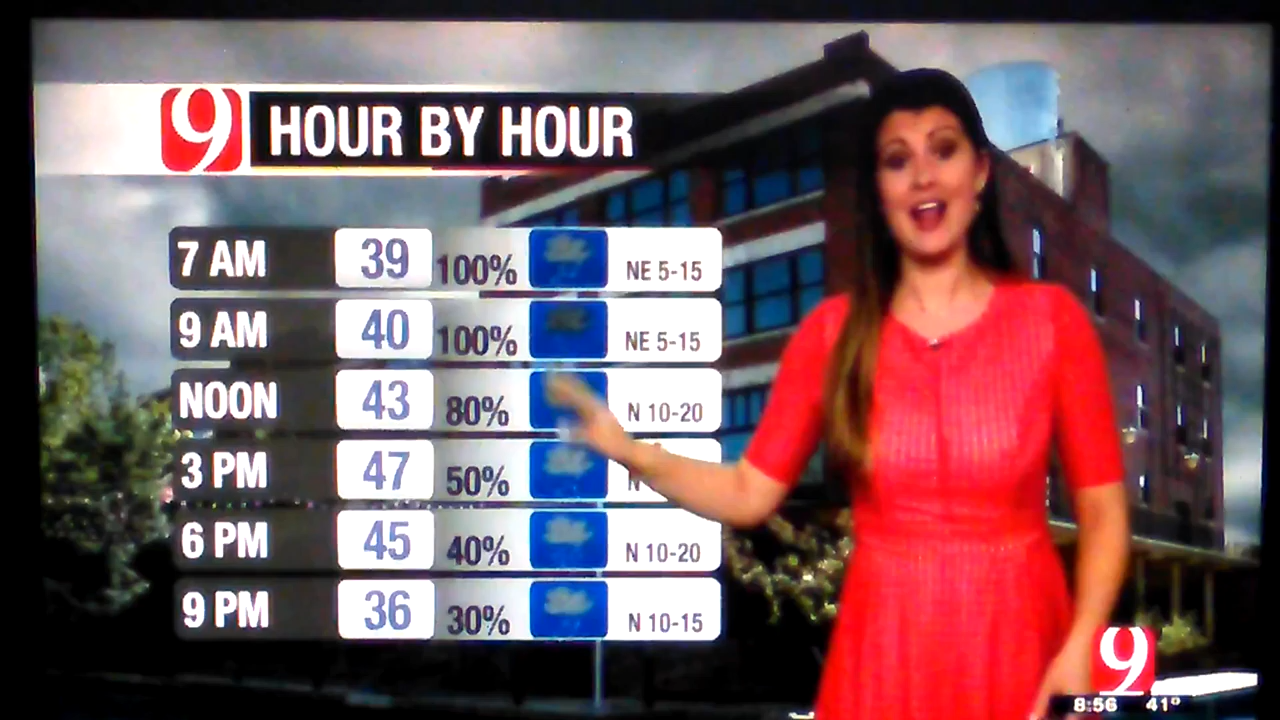 9 HOUR BY HOUR
7 AM 39 100% NE 5-15
9 AM 40 100% NE 5-15
NOON 43 80% N 10-20
3 PM 47 50% N
6 PM 45 40% N 10-20
9 PM 36 30% N 10-15
9
8:56 41°